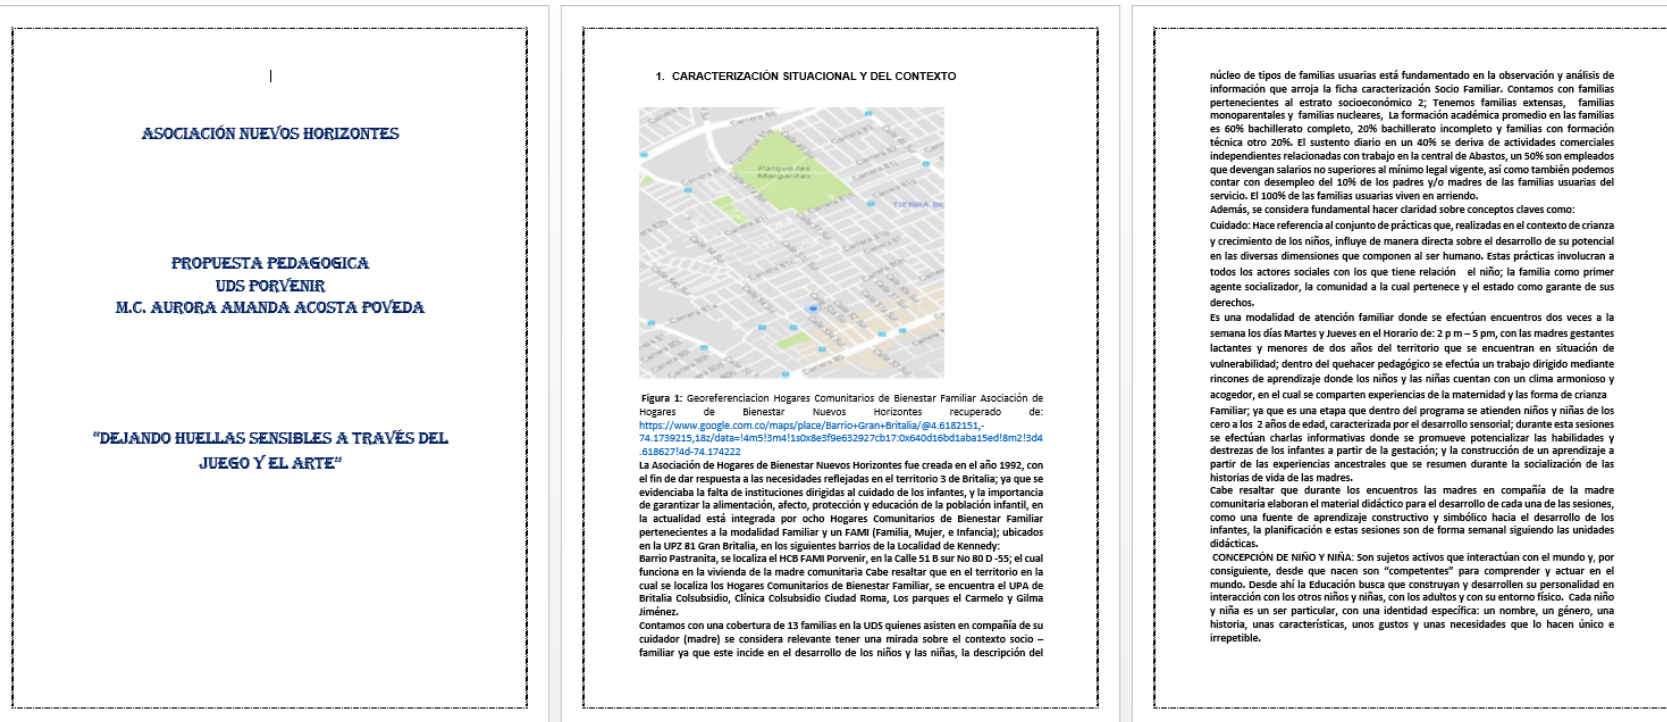 ASOCIACIÓN NUEVOS HORIZONTES
PROPUESTA PEDAGOGICA
UDS PORVENIR
M.C. AURORA AMANDA ACOSTA POVEDA
"DEJANDO HUELLAS SENSIBLES A TRAVÉS DEL
JUEGO Y EL ARTE"
1. CARACTERIZACIÓN SITUACIONAL Y DEL CONTEXTO
Parque las
Margaritas
Figura 1: Georeferenciacion Hogares Comunitarios de Bienestar Familiar Asociación de
Hogares de Bienestar Nuevos Horizontes recuperado de:
https://www.google.com.co/maps/place/Barrio+Gran+Britalia/@4.6182151,-
74.1739215,18z/data=!4m5!3m4!1s0x8e3f9e632927cb17:0x640d16bd1aba15ed!8m2!3d4
.618627!4d-74.174222
La Asociación de Hogares de Bienestar Nuevos Horizontes fue creada en el año 1992, con
el fin de dar respuesta a las necesidades reflejadas en el territorio 3 de Britalia; ya que se
evidenciaba la falta de instituciones dirigidas al cuidado de los infantes, y la importancia
de garantizar la alimentación, afecto, protección y educación de la población infantil, en
la actualidad está integrada por ocho Hogares Comunitarios de Bienestar Familiar
pertenecientes a la modalidad Familiar y un FAMI (Familia, Mujer, e Infancia); ubicados
en la UPZ 81 Gran Britalia, en los siguientes barrios de la Localidad de Kennedy:
Barrio Pastranita, se localiza el HCB FAMI Porvenir, en la Calle 51 B sur No 80 D -55; el cual
funciona en la vivienda de la madre comunitaria Cabe resaltar que en el territorio en la
cual se localiza los Hogares Comunitarios de Bienestar Familiar, se encuentra el UPA de
Britalia Colsubsidio, Clínica Colsubsidio Ciudad Roma, Los parques el Carmelo y Gilma
Jiménez.
Contamos con una cobertura de 13 familias en la UDS quienes asisten en compañía de su
cuidador (madre) se considera relevante tener una mirada sobre el contexto socio –
familiar ya que este incide en el desarrollo de los niños y las niñas, la descripción del
núcleo de tipos de familias usuarias está fundamentado en la observación y análisis de
información que arroja la ficha caracterización Socio Familiar. Contamos con familias
pertenecientes al estrato socioeconómico 2; Tenemos familias extensas, familias
monoparentales y familias nucleares, La formación académica promedio en las familias
es 60% bachillerato completo, 20% bachillerato incompleto y familias con formación
técnica otro 20%. El sustento diario en un 40% se deriva de actividades comerciales
independientes relacionadas con trabajo en la central de Abastos, un 50% son empleados
que devengan salarios no superiores al mínimo legal vigente, así como también podemos
contar con desempleo del 10% de los padres y/o madres de las familias usuarias del
servicio. El 100% de las familias usuarias viven en arriendo.
Además, se considera fundamental hacer claridad sobre conceptos claves como:
Cuidado: Hace referencia al conjunto de prácticas que, realizadas en el contexto de crianza
y crecimiento de los niños, influye de manera directa sobre el desarrollo de su potencial
en las diversas dimensiones que componen al ser humano. Estas prácticas involucran a
todos los actores sociales con los que tiene relación el niño; la familia como primer
agente socializador, la comunidad a la cual pertenece y el estado como garante de sus
derechos.
Es una modalidad de atención familiar donde se efectúan encuentros dos veces a la
semana los días Martes y Jueves en el Horario de: 2 p m – 5 pm, con las madres gestantes
lactantes y menores de dos años del territorio que se encuentran en situación de
vulnerabilidad; dentro del quehacer pedagógico se efectúa un trabajo dirigido mediante
rincones de aprendizaje donde los niños y las niñas cuentan con un clima armonioso y
acogedor, en el cual se comparten experiencias de la maternidad y las forma de crianza
Familiar; ya que es una etapa que dentro del programa se atienden niños y niñas de los
cero a los 2 años de edad, caracterizada por el desarrollo sensorial; durante esta sesiones
se efectúan charlas informativas donde se promueve potencializar las habilidades y
destrezas de los infantes a partir de la gestación; y la construcción de un aprendizaje a
partir de las experiencias ancestrales que se resumen durante la socialización de las
historias de vida de las madres.
Cabe resaltar que durante los encuentros las madres en compañía de la madre
comunitaria elaboran el material didáctico para el desarrollo de cada una de las sesiones,
como una fuente de aprendizaje constructivo y simbólico hacia el desarrollo de los
infantes, la planificación e estas sesiones son de forma semanal siguiendo las unidades
didácticas.
CONCEPCIÓN DE NIÑO Y NIÑA: Son sujetos activos que interactúan con el mundo y, por
consiguiente, desde que nacen son "competentes" para comprender y actuar en el
mundo. Desde ahí la Educación busca que construyan y desarrollen su personalidad en
interacción con los otros niños y niñas, con los adultos y con su entorno físico. Cada niño
y niña es un ser particular, con una identidad específica: un nombre, un género, una
historia, unas características, unos gustos y unas necesidades que lo hacen único e
irrepetible.